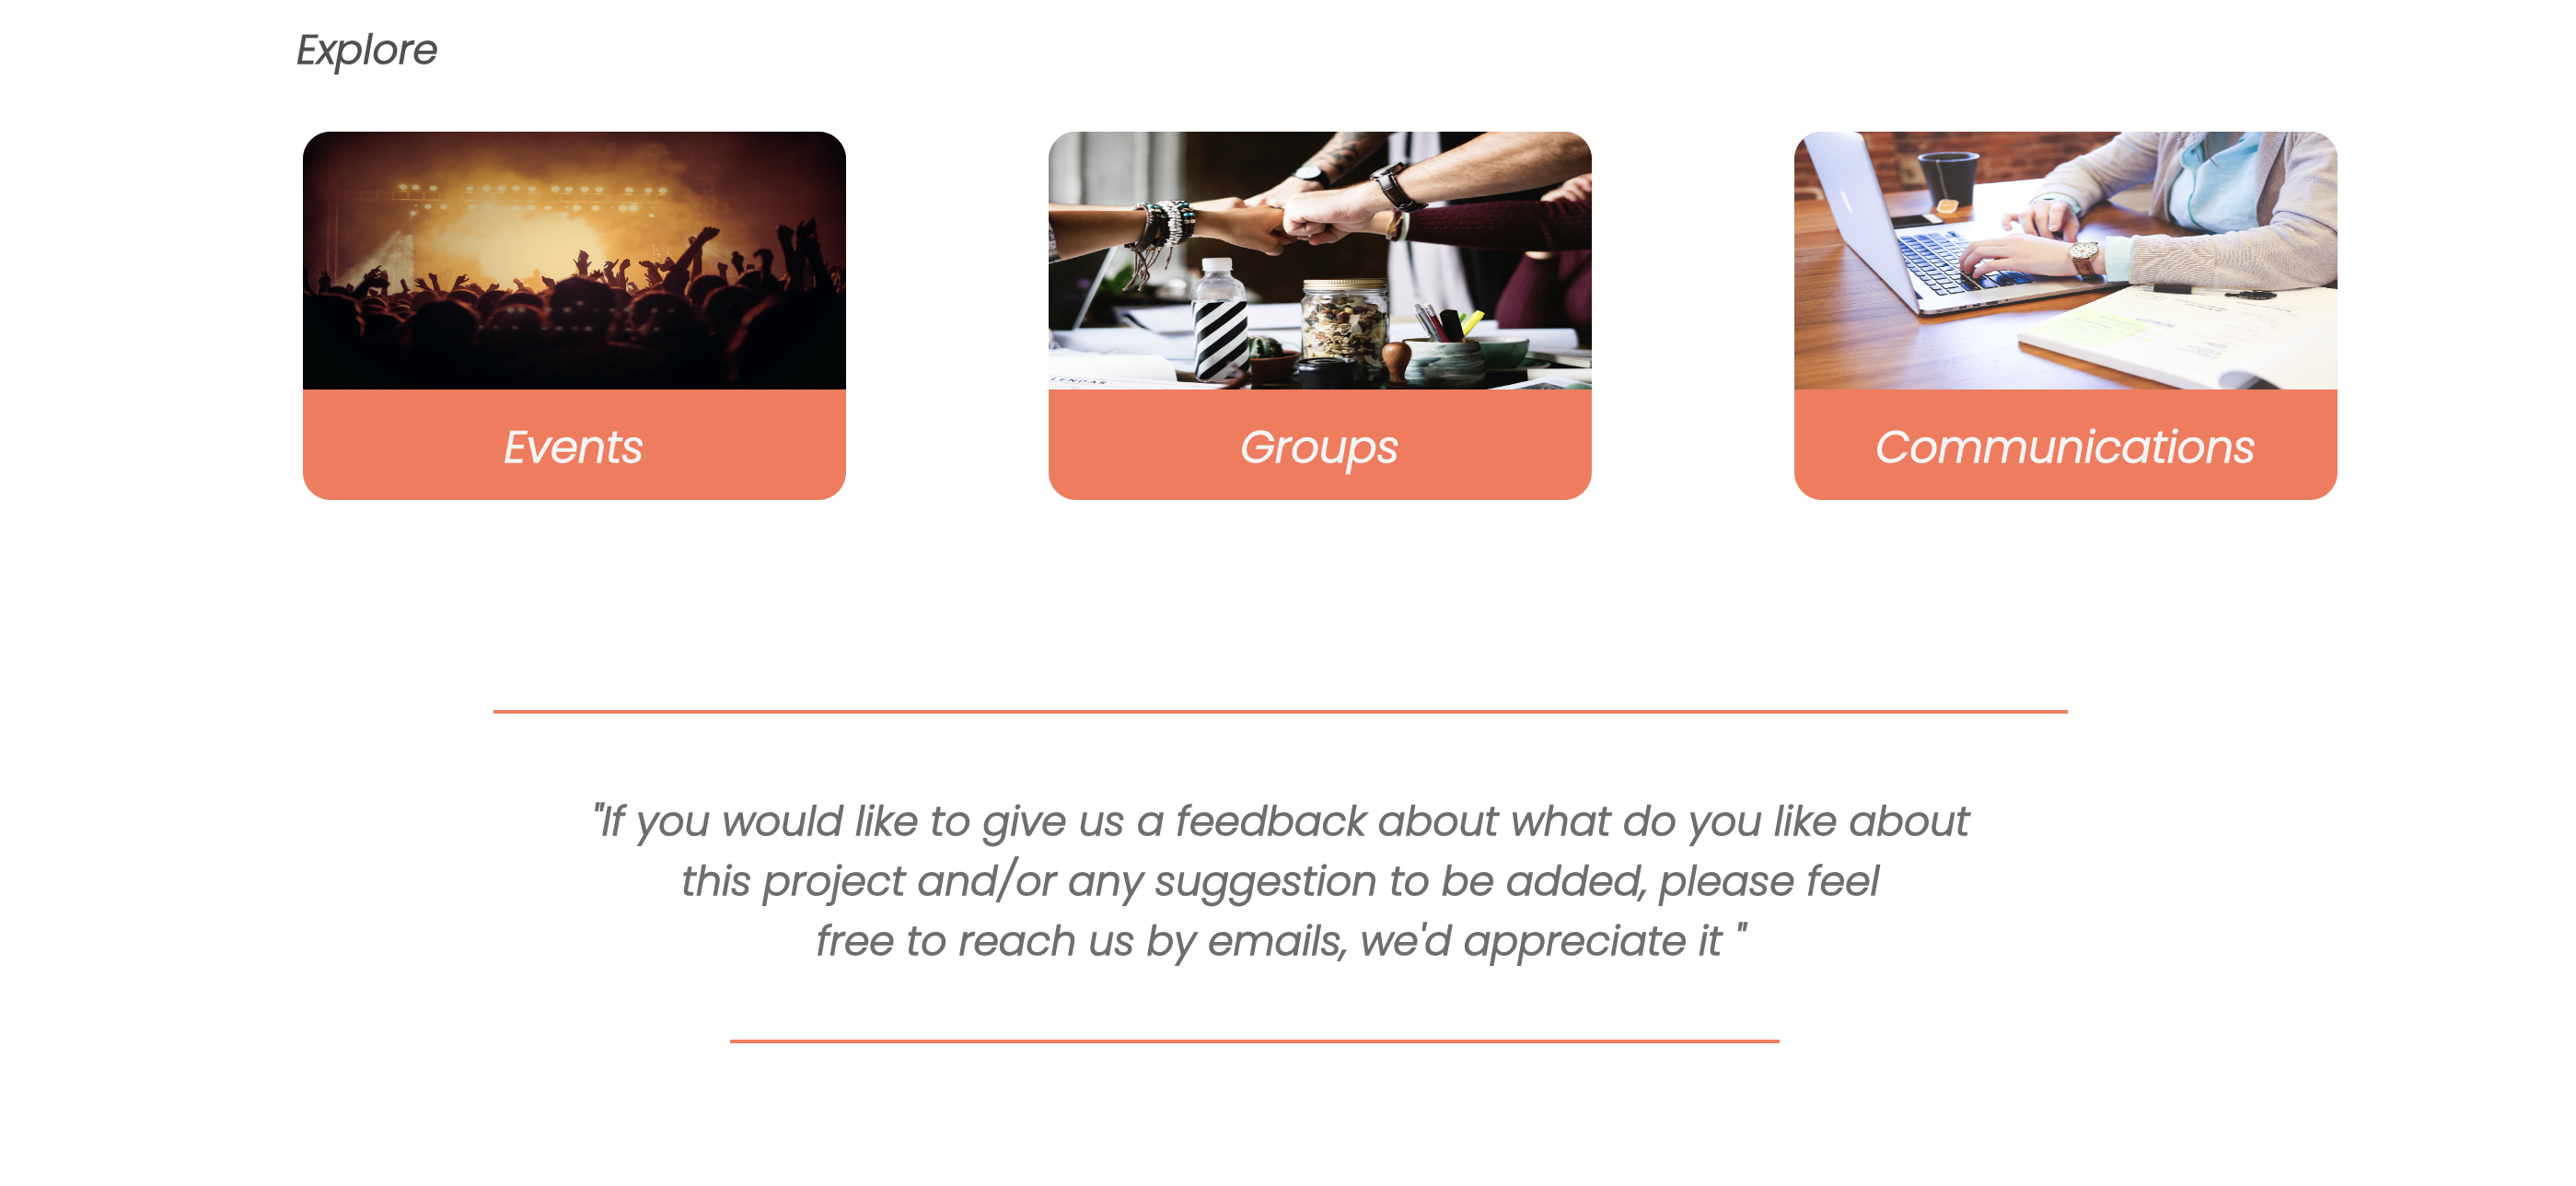 Explore
Events
Groups
Communications
"If you would like to give us a feedback about what do you like about
this project and/or any suggestion to be added, please feel
free to reach us by emails, we'd appreciate it "